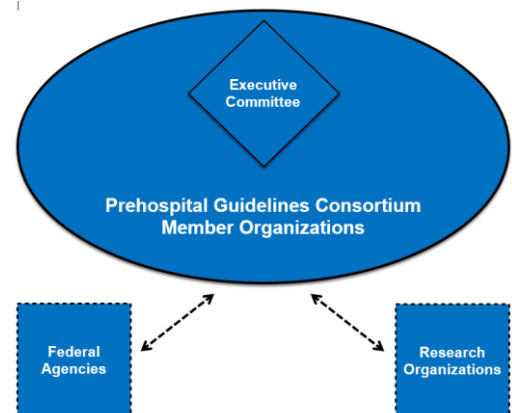 Executive
Committee
Prehospital Guidelines Consortium
Member Organizations
Federal
Agencies
Research
Organizations